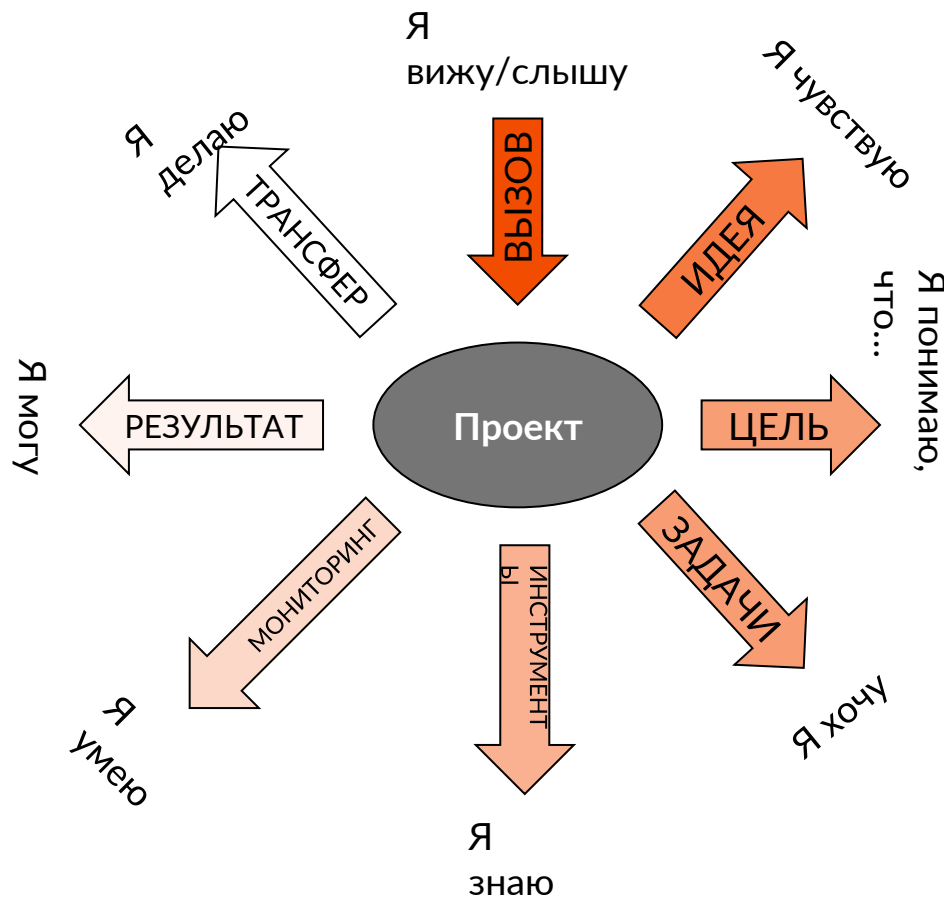 Я
вижу/слышу
ВЫЗОВ
Я чувствую
ИДЕЯ
Я понимаю,
что...
ЦЕЛЬ
ЗАДАЧИ
Я хочу
ИНСТРУМЕНТ
Ы
Я
знаю
МОНИТОРИНГ
Я
умею
РЕЗУЛЬТАТ
Я могу
ТРАНСФЕР
Я
делаю
Проект